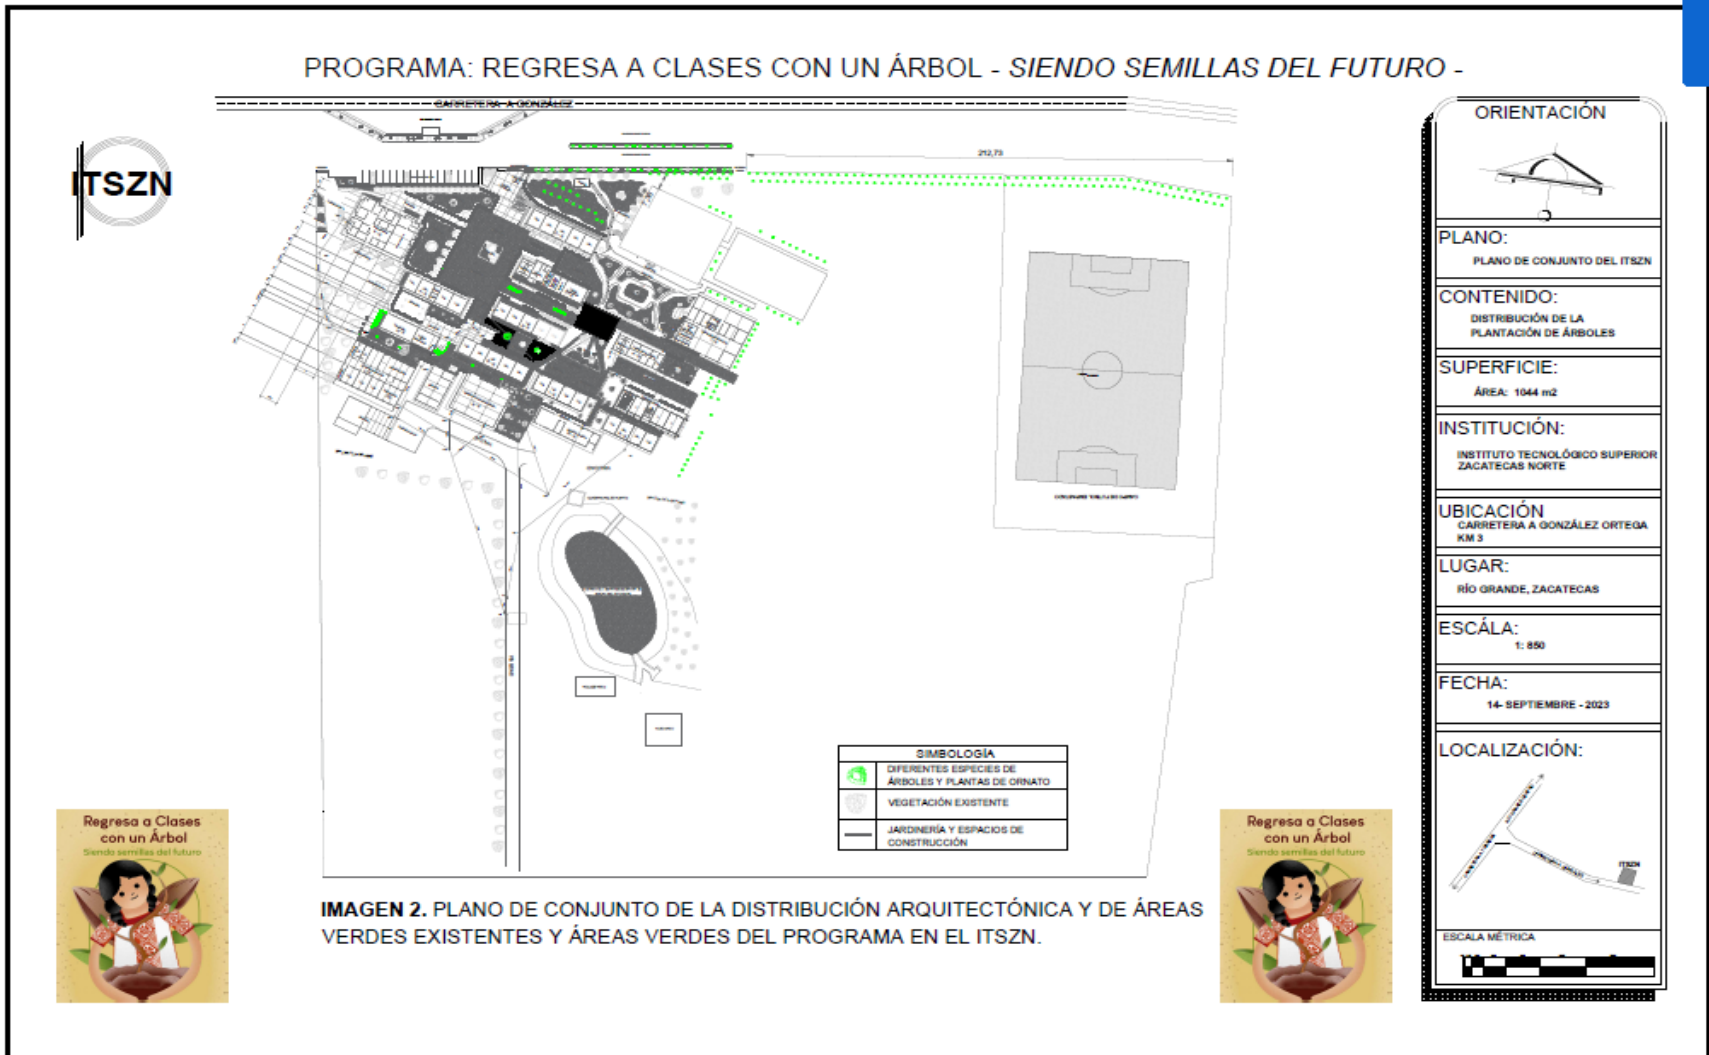 PROGRAMA: REGRESA A CLASES CON UN ÁRBOL - SIENDO SEMILLAS DEL FUTURO -
CARRETERA A GONZÁLEZ
ITSZN
212,73
ORIENTACIÓN
PLANO:
PLANO DE CONJUNTO DEL ITSZN
CONTENIDO:
DISTRIBUCIÓN DE LA
PLANTACIÓN DE ÁRBOLES
SUPERFICIE:
ÁREA: 1044 m2
INSTITUCIÓN:
INSTITUTO TECNOLÓGICO SUPERIOR
ZACATECAS NORTE
UBICACIÓN
CARRETERA A GONZÁLEZ ORTEGA
KM 3
LUGAR:
RÍO GRANDE, ZACATECAS
ESCÁLA:
1: 850
FECHA:
14- SEPTIEMBRE - 2023
LOCALIZACIÓN:
ITSZN
ESCALA MÉTRICA
SIMBOLOGÍA
DIFERENTES ESPECIES DE
ÁRBOLES Y PLANTAS DE ORNATO
VEGETACIÓN EXISTENTE
JARDINERÍA Y ESPACIOS DE
CONSTRUCCIÓN
Regresa a Clases
con un Árbol
Siendo semillas del futuro
Regresa a Clases
con un Árbol
Siendo semillas del futuro
IMAGEN 2. PLANO DE CONJUNTO DE LA DISTRIBUCIÓN ARQUITECTÓNICA Y DE ÁREAS
VERDES EXISTENTES Y ÁREAS VERDES DEL PROGRAMA EN EL ITSZN.